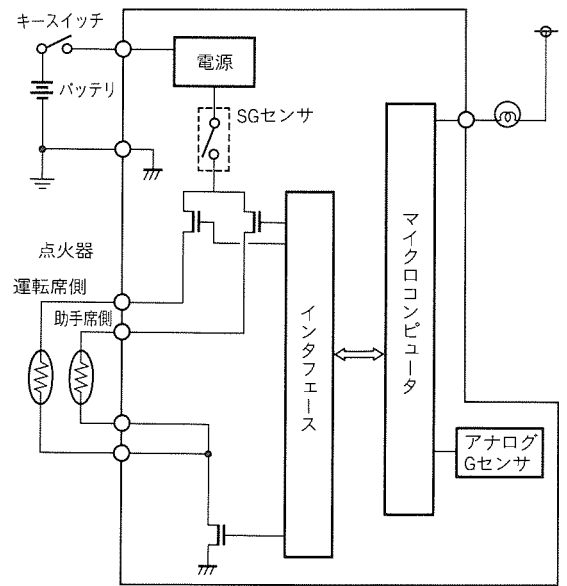 キースイッチ
電源
バッテリ
SGセンサ
点火器
運転席側
助手席側
インタフェース
マイクロコンピュータ
アナログ
Gセンサ